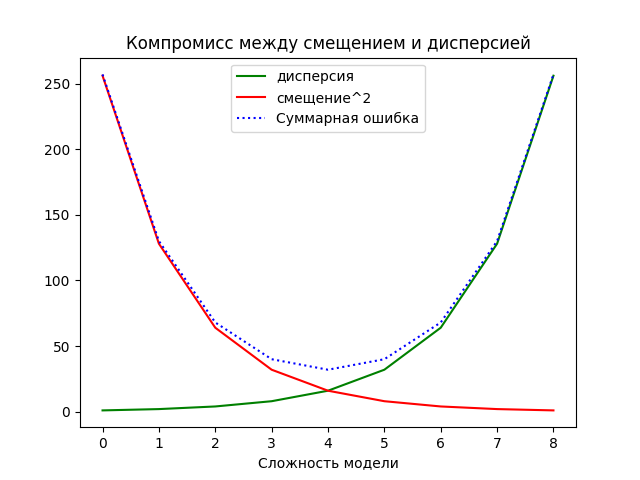 Компромисс между смещением и дисперсией
дисперсия
смещение^2
Суммарная ошибка
250
200
150
100
50
0
0 1 2 3 4 5 6 7 8
Сложность модели